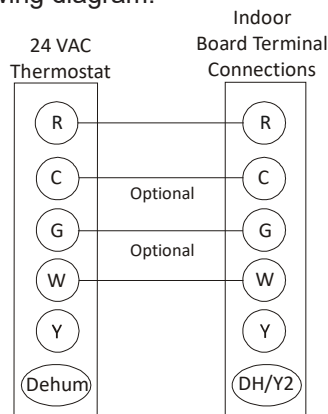 wing diagram:
Indoor
24 VAC Board Terminal
Thermostat Connections
R R
C C
Optional
G G
Optional
W W
Y Y
Dehum DH/Y2